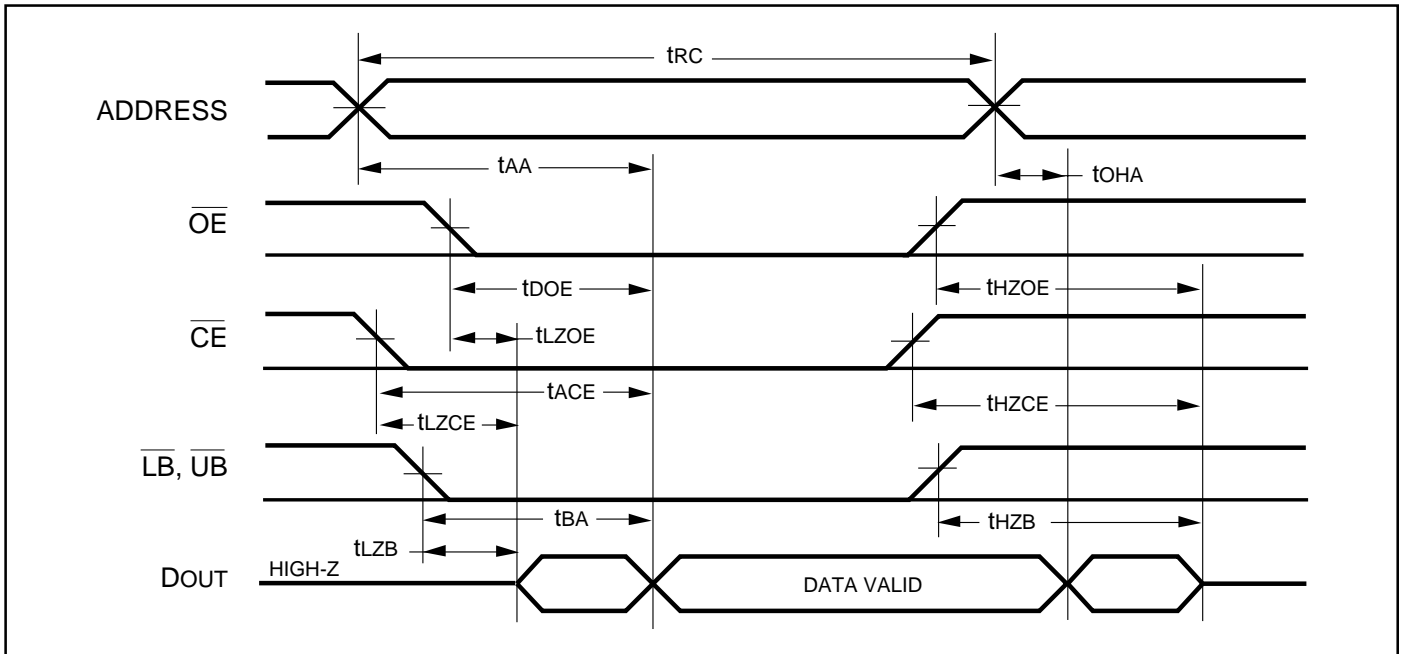 tRC
ADDRESS
tAA
tOHA
OE
tDOE
tHZOE
CE
tLZOE
tACE
tHZCE
tLZCE
LB, UB
tBA
tHZB
tLZB
DOUT
HIGH-Z
DATA VALID